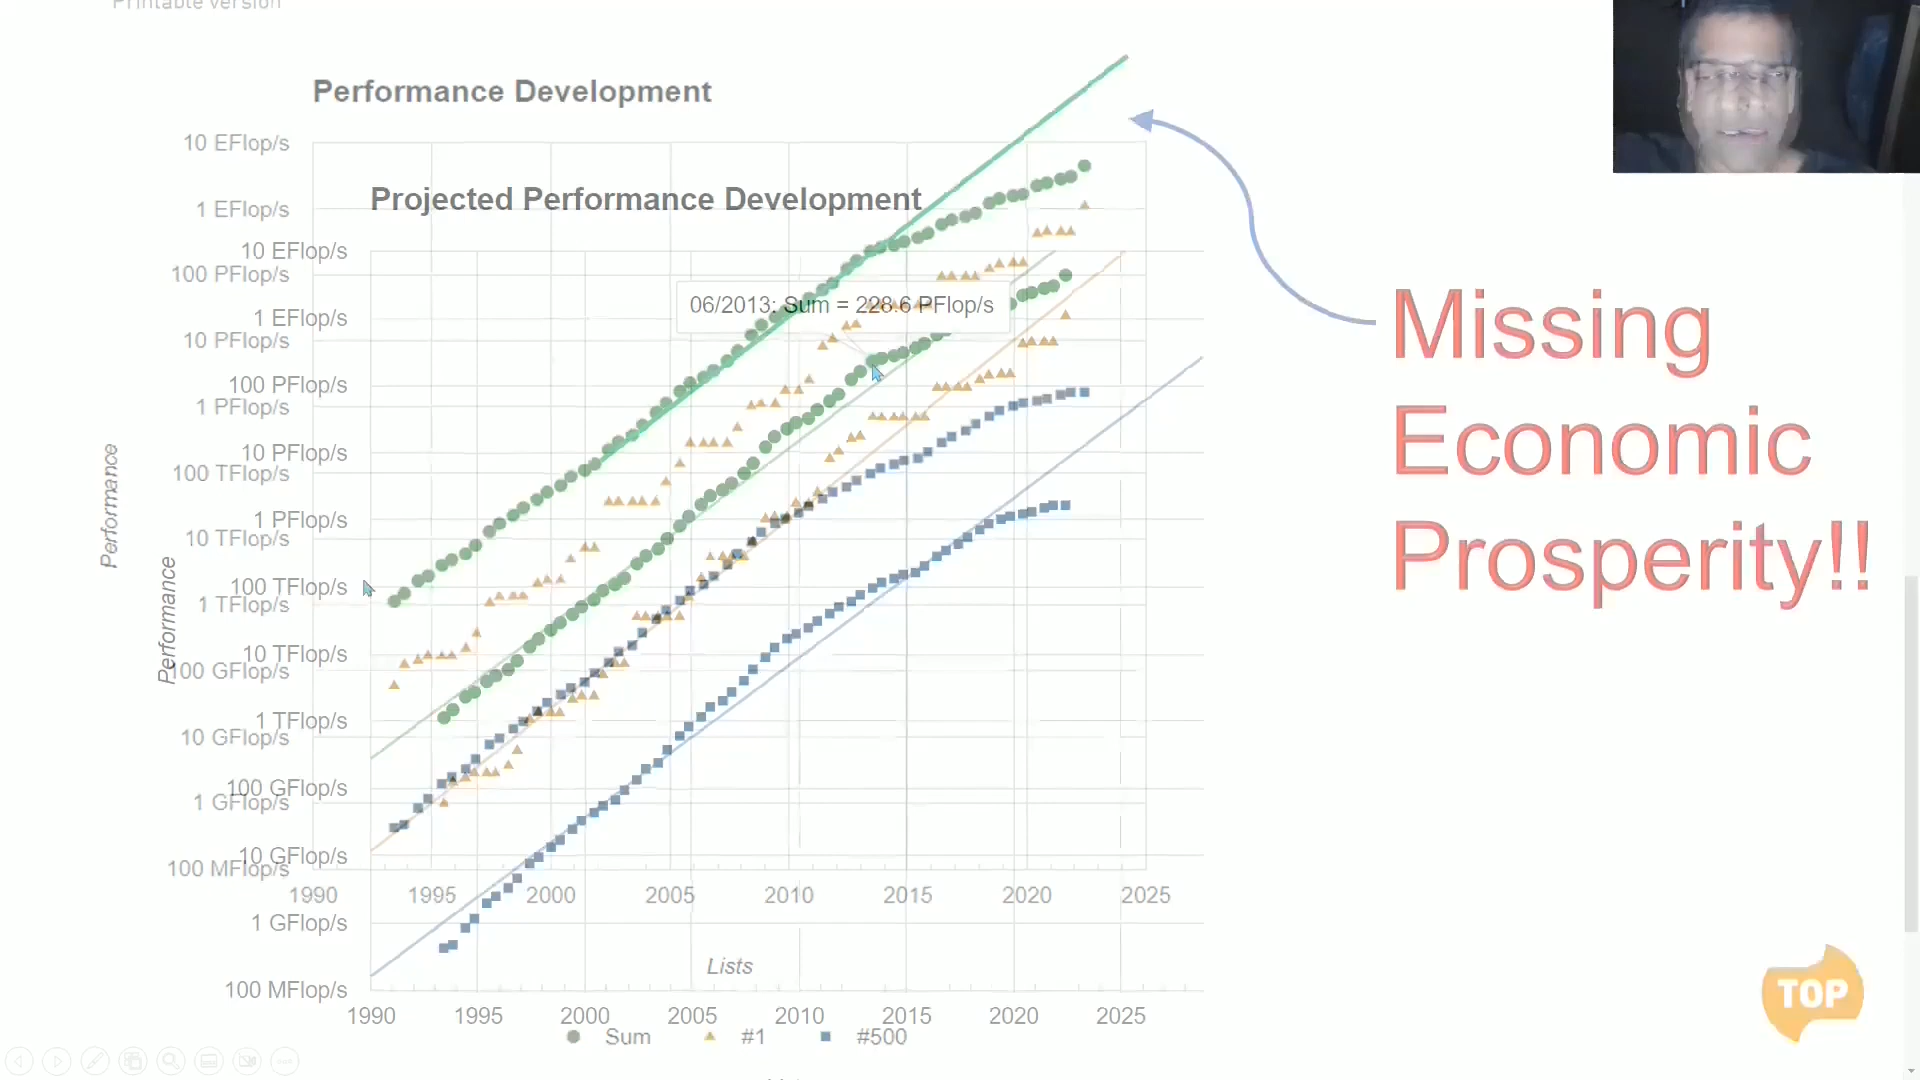 Printable version
Performance Development
10 EFlop/s
1 EFlop/s
100 PFlop/s
10 PFlop/s
1 PFlop/s
100 TFlop/s
10 TFlop/s
1 TFlop/s
100 GFlop/s
10 GFlop/s
1 GFlop/s
100 MFlop/s
Performance
1990 1995 2000 2005 2010 2015 2020 2025
Lists
Projected Performance Development
10 EFlop/s
1 EFlop/s
100 PFlop/s
10 PFlop/s
1 PFlop/s
100 TFlop/s
10 TFlop/s
1 TFlop/s
100 GFlop/s
10 GFlop/s
1 GFlop/s
100 MFlop/s
Performance
1990 1995 2000 2005 2010 2015 2020 2025
06/2013: Sum = 228.6 PFlop/s
Sum #1 #500
Missing
Economic
Prosperity!!
TOP